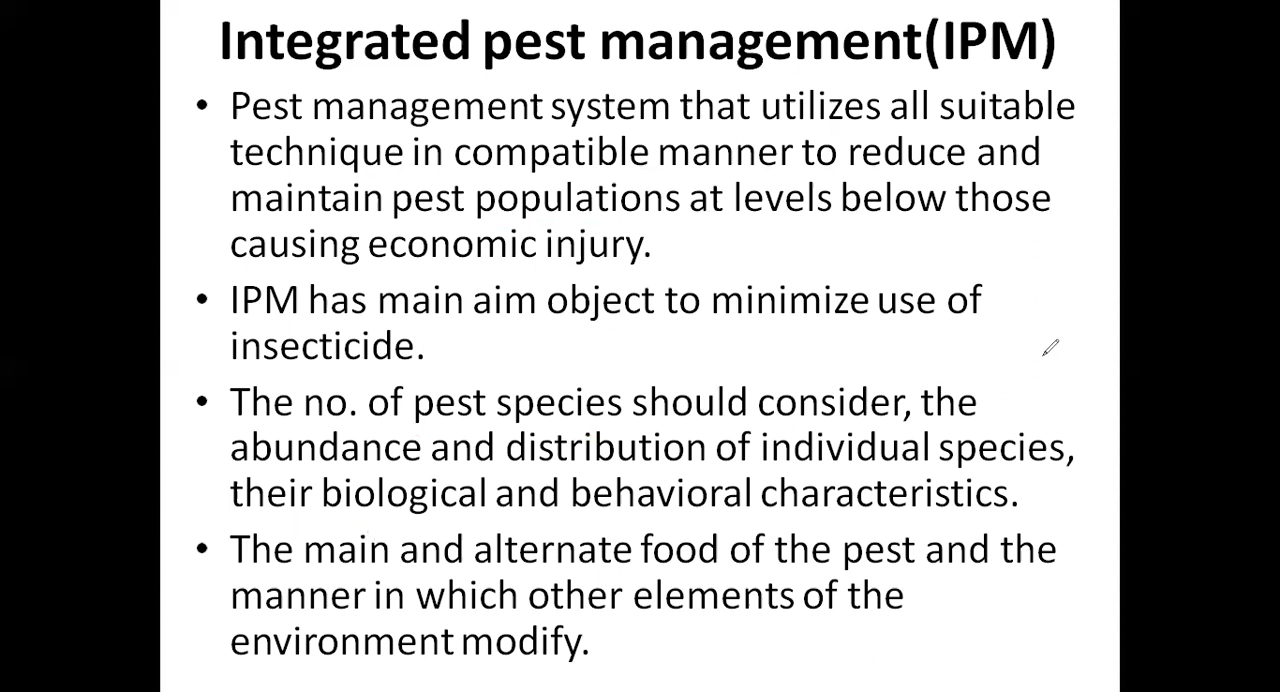 Integrated pest management(IPM)
• Pest management system that utilizes all suitable
technique in compatible manner to reduce and
maintain pest populations at levels below those
causing economic injury.
• IPM has main aim object to minimize use of
insecticide.
• The no. of pest species should consider, the
abundance and distribution of individual species,
their biological and behavioral characteristics.
• The main and alternate food of the pest and the
manner in which other elements of the
environment modify.